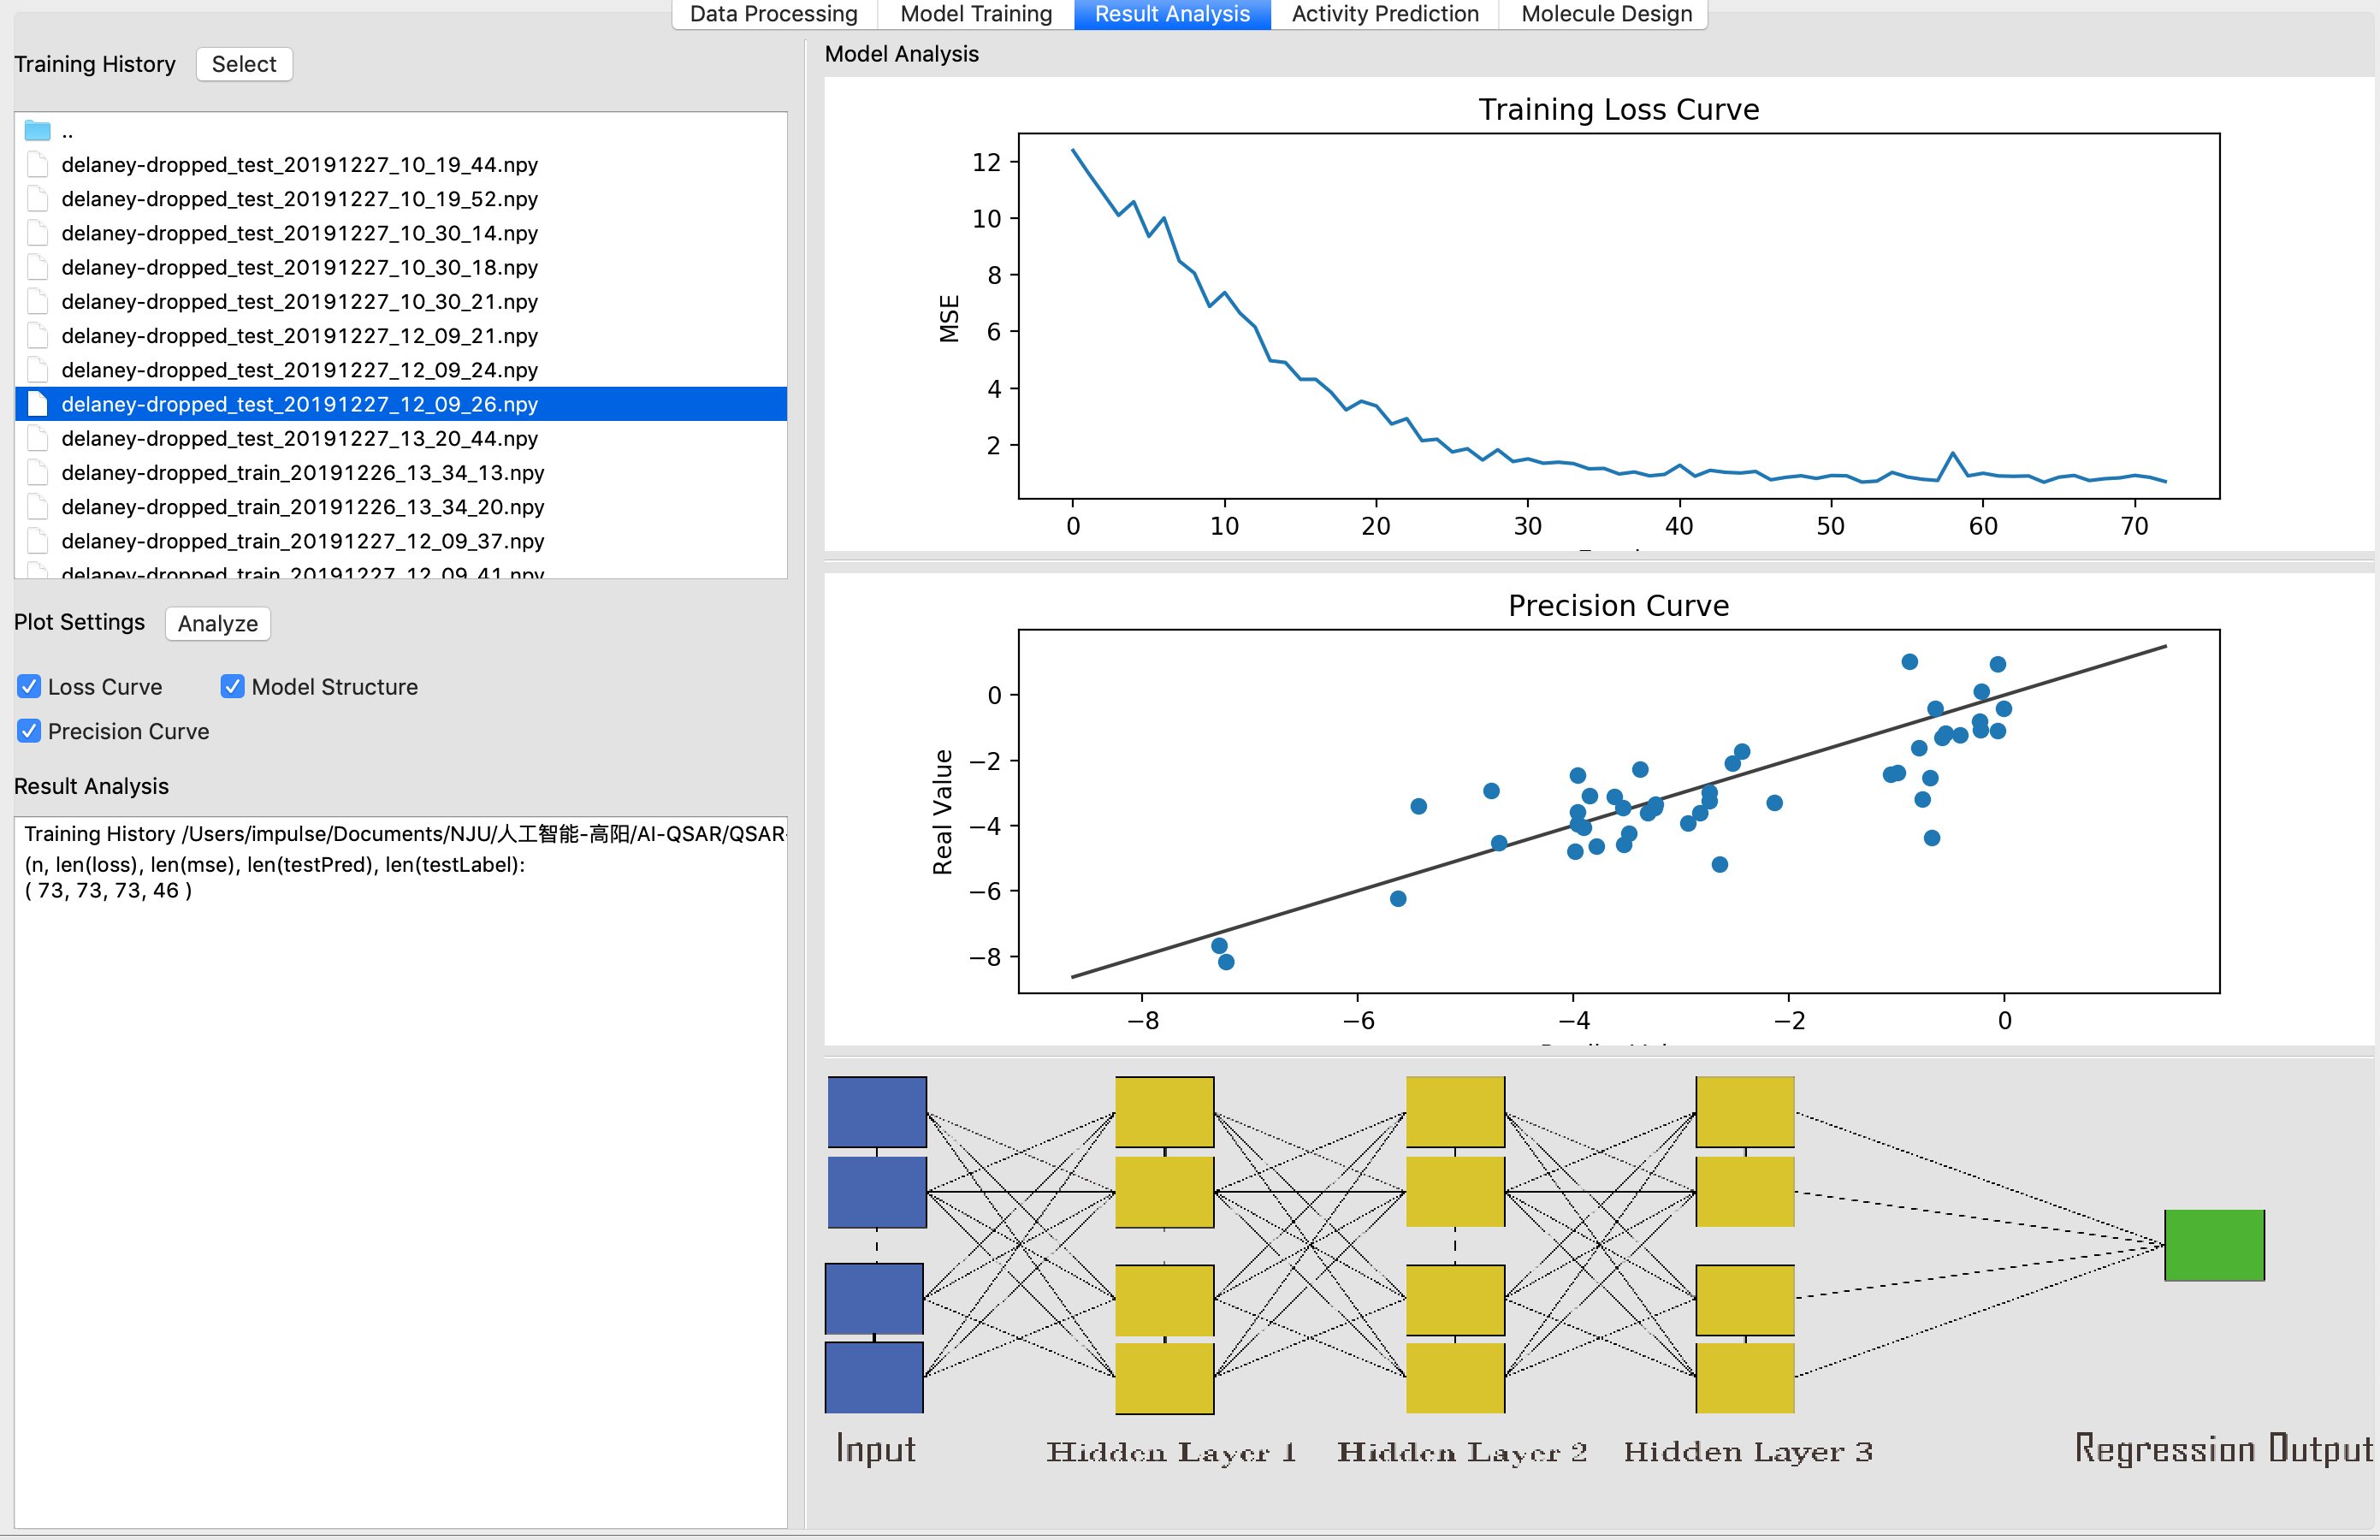 Data Processing
Model Training
Result Analysis
Activity Prediction
Molecule Design
Training History
Select
..
delaney-dropped_test_20191227_10_19_44.npy
delaney-dropped_test_20191227_10_19_52.npy
delaney-dropped_test_20191227_10_30_14.npy
delaney-dropped_test_20191227_10_30_18.npy
delaney-dropped_test_20191227_10_30_21.npy
delaney-dropped_test_20191227_12_09_21.npy
delaney-dropped_test_20191227_12_09_24.npy
delaney-dropped_test_20191227_12_09_26.npy
delaney-dropped_test_20191227_13_20_44.npy
delaney-dropped_train_20191226_13_34_13.npy
delaney-dropped_train_20191226_13_34_20.npy
delaney-dropped_train_20191227_12_09_37.npy
delaney-dropped_train_20191227_12_09_41.npy
Plot Settings
Analyze
Loss Curve
Model Structure
Precision Curve
Result Analysis
Training History /Users/impulse/Documents/NJU/人工智能-高阳/AI-QSAR/QSAR-
(n, len(loss), len(mse), len(testPred), len(testLabel):
( 73, 73, 73, 46 )
Model Analysis
Training Loss Curve
MSE
12
10
8
6
4
2
0 10 20 30 40 50 60 70
Precision Curve
Real Value
0
−2
−4
−6
−8
−8 −6 −4 −2 0
Input
Hidden Layer 1
Hidden Layer 2
Hidden Layer 3
Regression Output